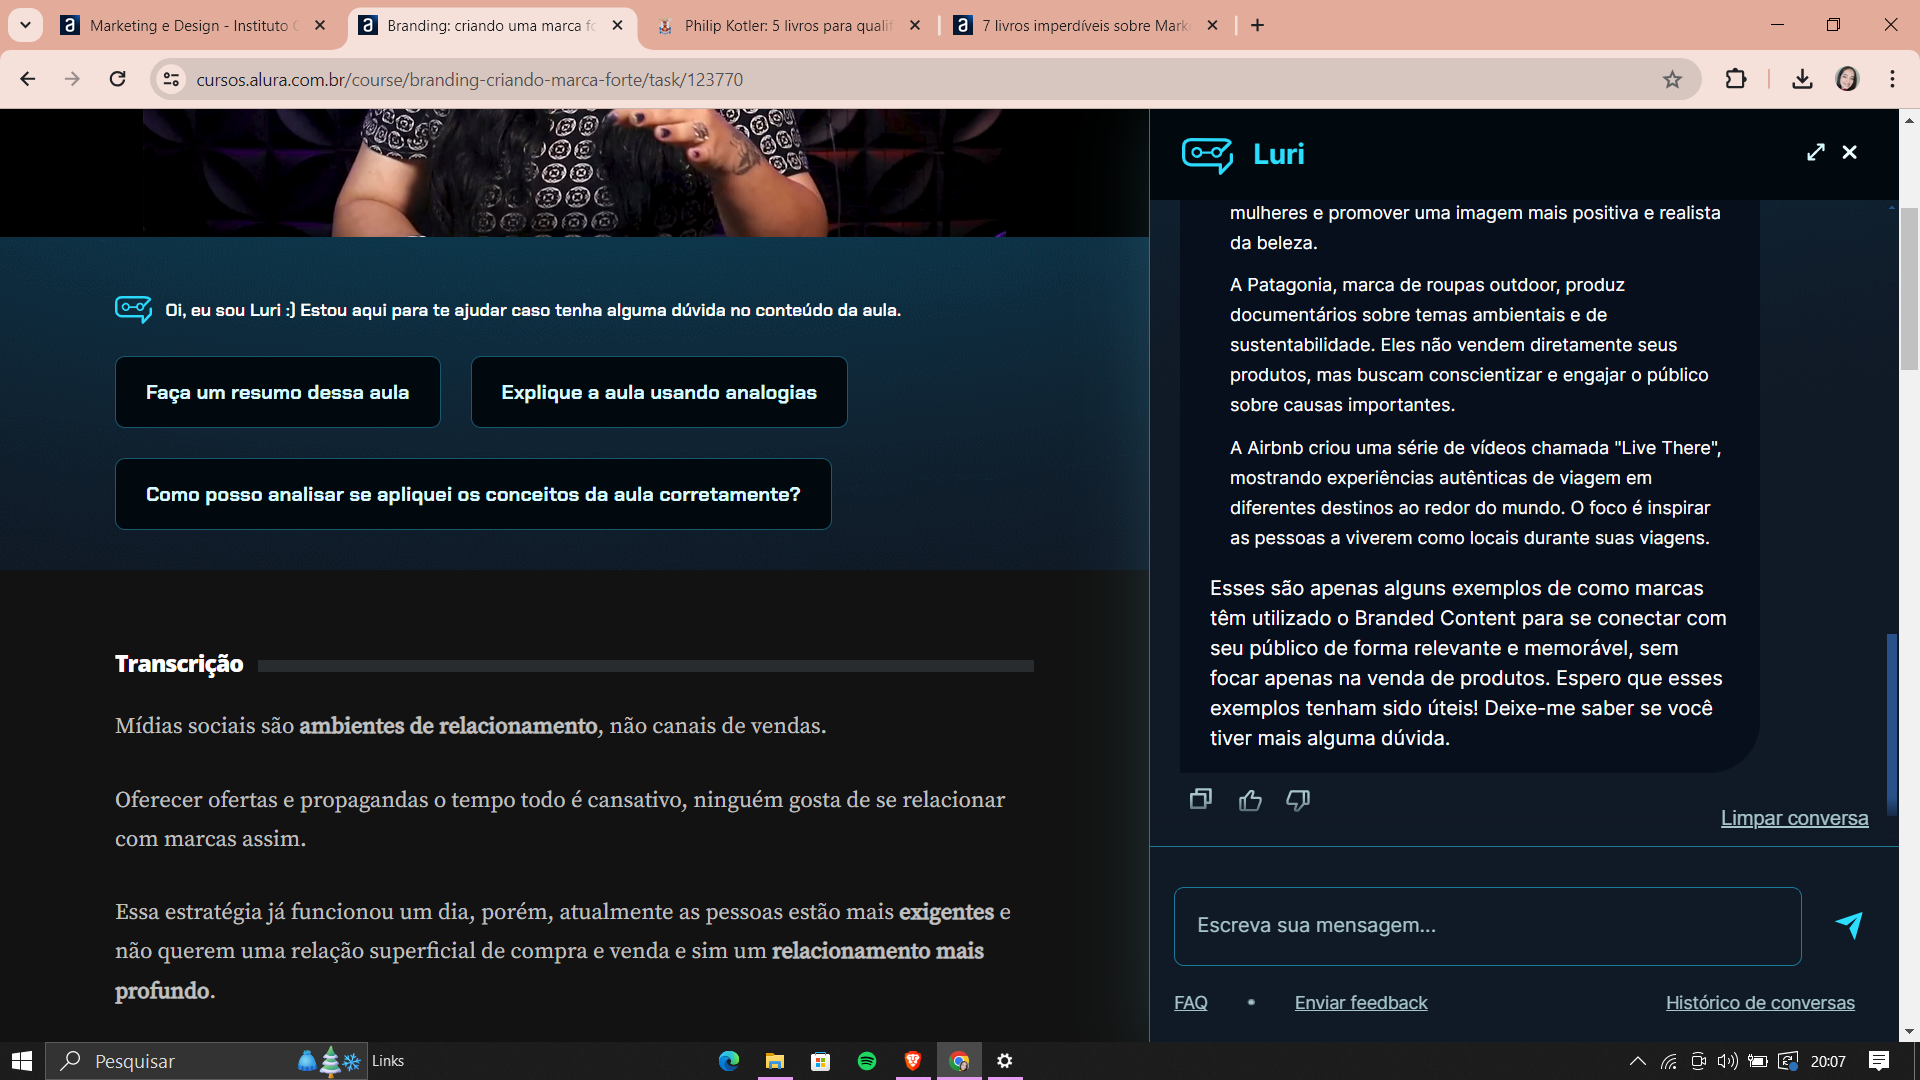 Marketing e Design - Instituto
Branding: criando uma marca fo
Philip Kotler: 5 livros para qualif
7 livros imperdíveis sobre Mark
cursos.alura.com.br/course/branding-criando-marca-forte/task/123770
Oi, eu sou Luri :) Estou aqui para te ajudar caso tenha alguma dúvida no conteúdo da aula.
Faça um resumo dessa aula
Explique a aula usando analogias
Como posso analisar se apliquei os conceitos da aula corretamente?
Transcrição
Mídias sociais são ambientes de relacionamento, não canais de vendas.
Oferecer ofertas e propagandas o tempo todo é cansativo, ninguém gosta de se relacionar
com marcas assim.
Essa estratégia já funcionou um dia, porém, atualmente as pessoas estão mais exigentes e
não querem uma relação superficial de compra e venda e sim um relacionamento mais
profundo.
Luri
mulheres e promover uma imagem mais positiva e realista
da beleza.
A Patagonia, marca de roupas outdoor, produz
documentários sobre temas ambientais e de
sustentabilidade. Eles não vendem diretamente seus
produtos, mas buscam conscientizar e engajar o público
sobre causas importantes.
A Airbnb criou uma série de vídeos chamada "Live There",
mostrando experiências autênticas de viagem em
diferentes destinos ao redor do mundo. O foco é inspirar
as pessoas a viverem como locais durante suas viagens.
Esses são apenas alguns exemplos de como marcas
têm utilizado o Branded Content para se conectar com
seu público de forma relevante e memorável, sem
focar apenas na venda de produtos. Espero que esses
exemplos tenham sido úteis! Deixe-me saber se você
tiver mais alguma dúvida.
Limpar conversa
Escreva sua mensagem...
FAQ • Enviar feedback
Histórico de conversas
Pesquisar
Links
20:07